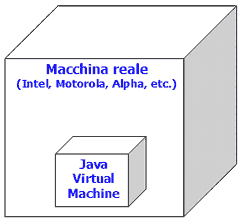 Macchina reale
(Intel, Motorola, Alpha, etc.)
Java
Virtual
Machine